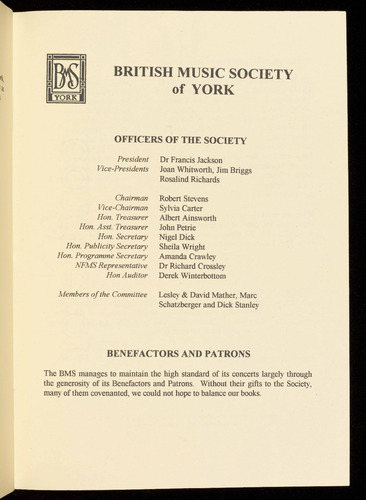 BMS
YORK
BRITISH MUSIC SOCIETY
of YORK
OFFICERS OF THE SOCIETY
President Dr Francis Jackson
Vice-Presidents Joan Whitworth, Jim Briggs
Rosalind Richards
Chairman Robert Stevens
Vice-Chairman Sylvia Carter
Hon. Treasurer Albert Ainsworth
Hon. Asst. Treasurer John Petrie
Hon. Secretary Nigel Dick
Hon. Publicity Secretary Sheila Wright
Hon. Programme Secretary Amanda Crawley
NFMS Representative Dr Richard Crossley
Hon Auditor Derek Winterbottom
Members of the Committee Lesley & David Mather, Marc
Schatzberger and Dick Stanley
BENEFACTORS AND PATRONS
The BMS manages to maintain the high standard of its concerts largely through
the generosity of its Benefactors and Patrons. Without their gifts to the Society,
many of them covenanted, we could not hope to balance our books.